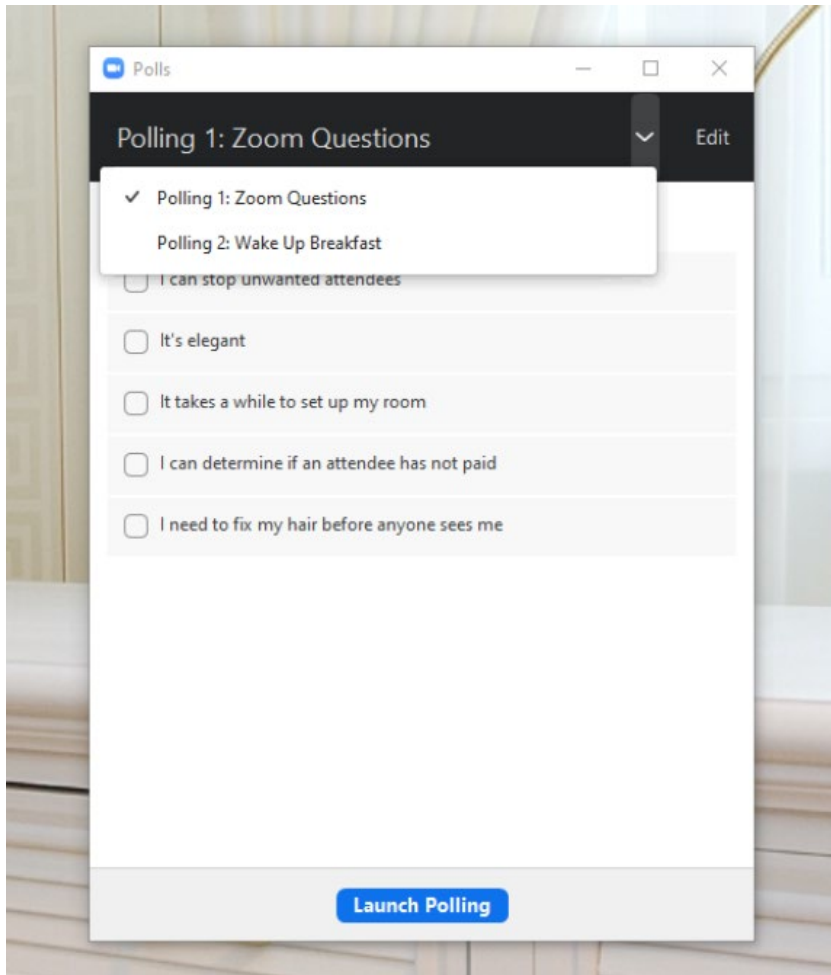 Polls
Polling 1: Zoom Questions
Edit
Polling 1: Zoom Questions
Polling 2: Wake Up Breakfast
I can stop unwanted attendees
It's elegant
It takes a while to set up my room
I can determine if an attendee has not paid
I need to fix my hair before anyone sees me
Launch Polling